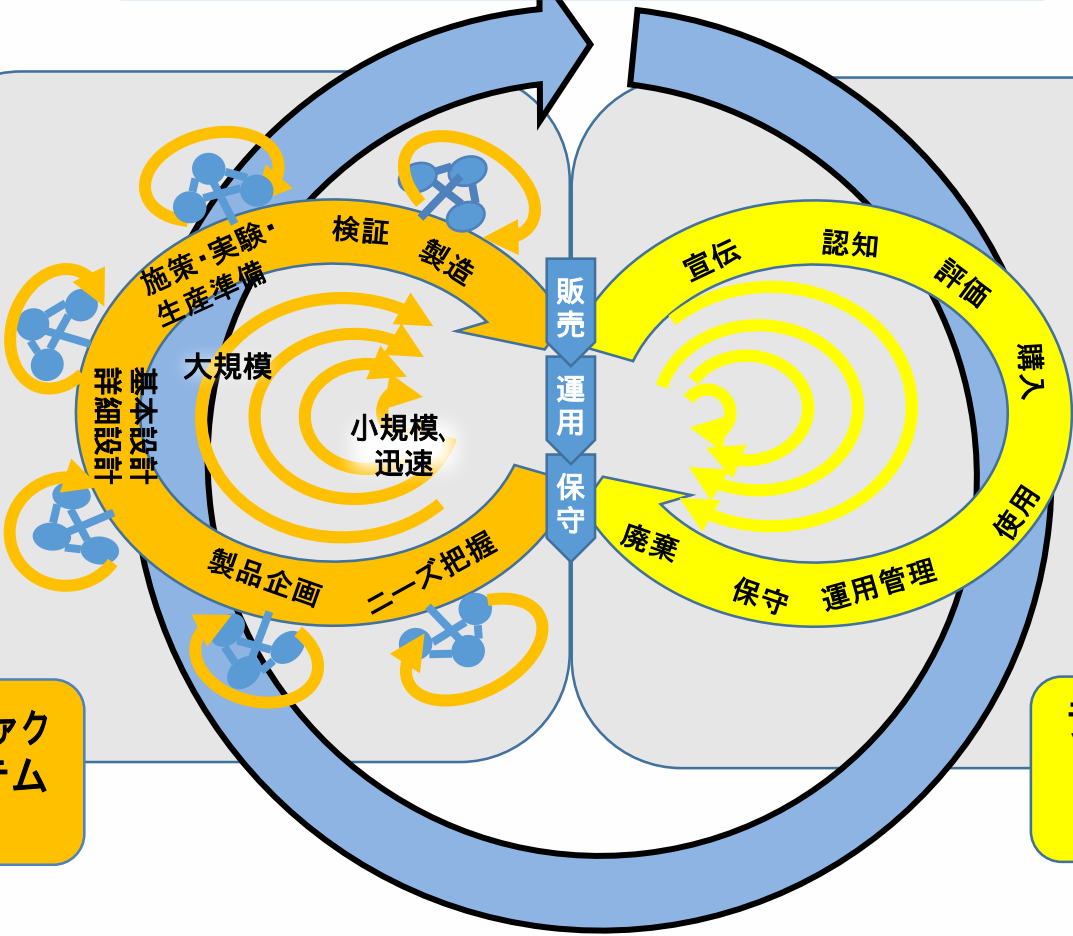 検証
製造
施策・実験・
生産準備
大規模
小規模、
迅速
基本設計
詳細設計
製品企画
ニーズ把握
販売
運用
保守
宣伝
認知
評価
購入
使用
運用管理
保守
廃棄
ァク
テム